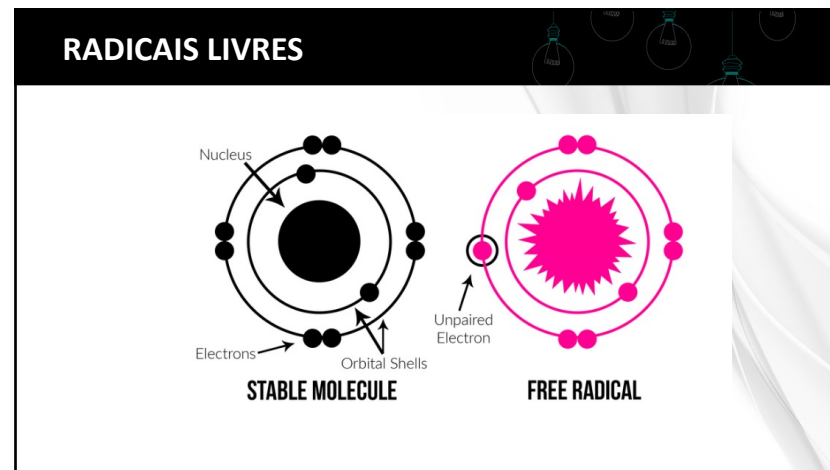 RADICAIS LIVRES
Nucleus
Electrons
Orbital Shells
STABLE MOLECULE
Unpaired
Electron
FREE RADICAL